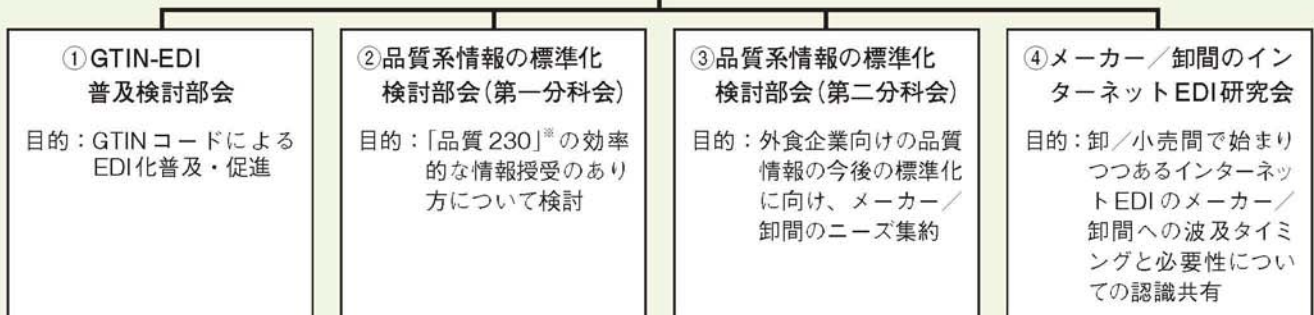 ①GTIN-EDI
普及検討部会
目的：GTINコードによる
EDI化普及・促進
②品質系情報の標準化
検討部会(第一分科会)
目的：「品質230」※の効率
的な情報授受のあり
方について検討
③品質系情報の標準化
検討部会(第二分科会)
目的：外食企業向けの品質
情報の今後の標準化
に向け、メーカー／
卸間のニーズ集約
④メーカー／卸間のイン
ターネットEDI研究会
目的：卸／小売間で始まり
つつあるインターネッ
トEDIのメーカー／
卸間への波及タイミ
ングと必要性につい
ての認識共有